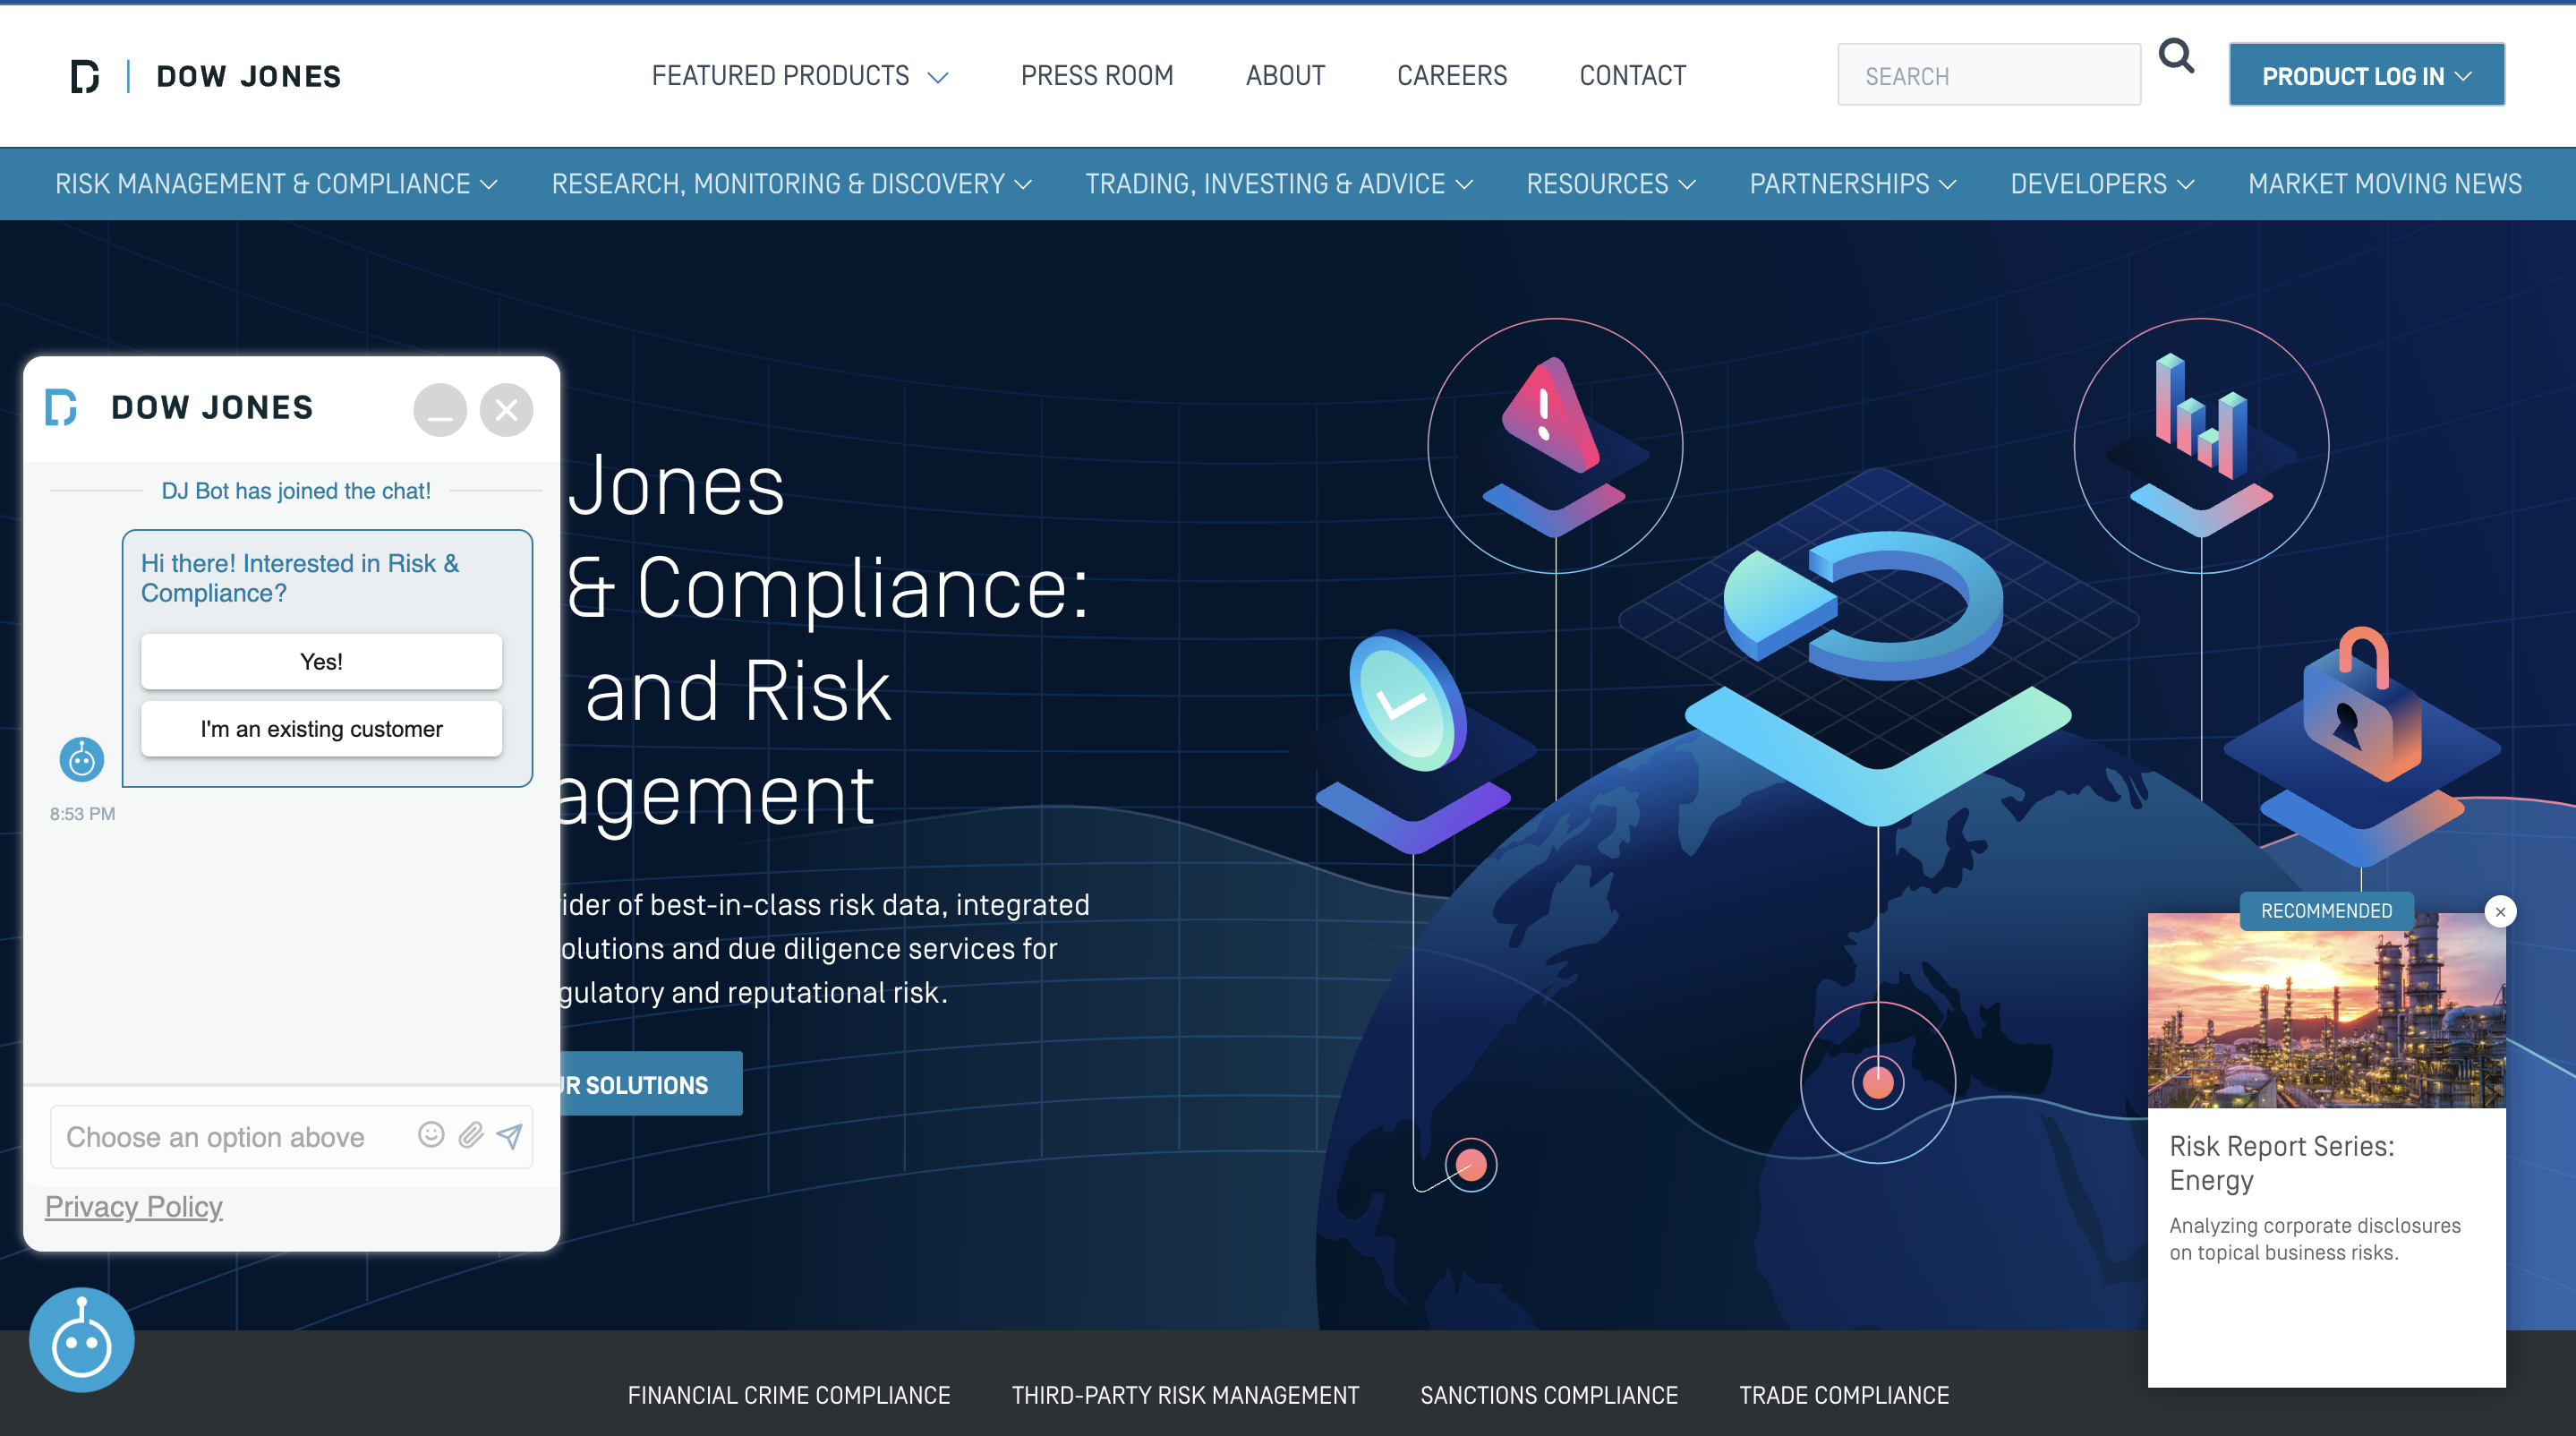 DOW JONES
FEATURED PRODUCTS
PRESS ROOM
ABOUT
CAREERS
CONTACT
SEARCH
PRODUCT LOG IN
RISK MANAGEMENT & COMPLIANCE
RESEARCH, MONITORING & DISCOVERY
TRADING, INVESTING & ADVICE
RESOURCES
PARTNERSHIPS
DEVELOPERS
MARKET MOVING NEWS
DOW JONES
DJ Bot has joined the chat!
Hi there! Interested in Risk &
Compliance?
Yes!
I'm an existing customer
8:53 PM
Choose an option above
Privacy Policy
Jones
& Compliance:
and Risk
agement
ider of best-in-class risk data, integrated
olutions and due diligence services for
gulatory and reputational risk.
UR SOLUTIONS
RECOMMENDED
Risk Report Series:
Energy
Analyzing corporate disclosures
on topical business risks.
FINANCIAL CRIME COMPLIANCE
THIRD-PARTY RISK MANAGEMENT
SANCTIONS COMPLIANCE
TRADE COMPLIANCE